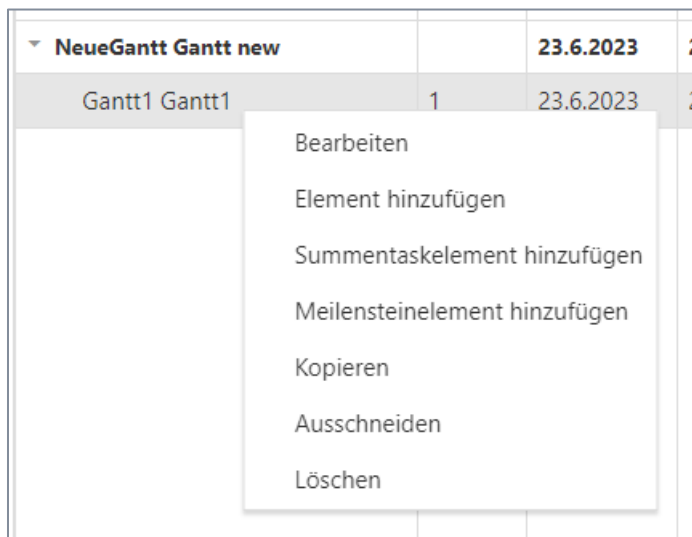 NeueGantt Gantt new 23.6.2023
Gantt1 Gantt1 1 23.6.2023
Bearbeiten
Element hinzufügen
Summentaskelement hinzufügen
Meilensteinelement hinzufügen
Kopieren
Ausschneiden
Löschen